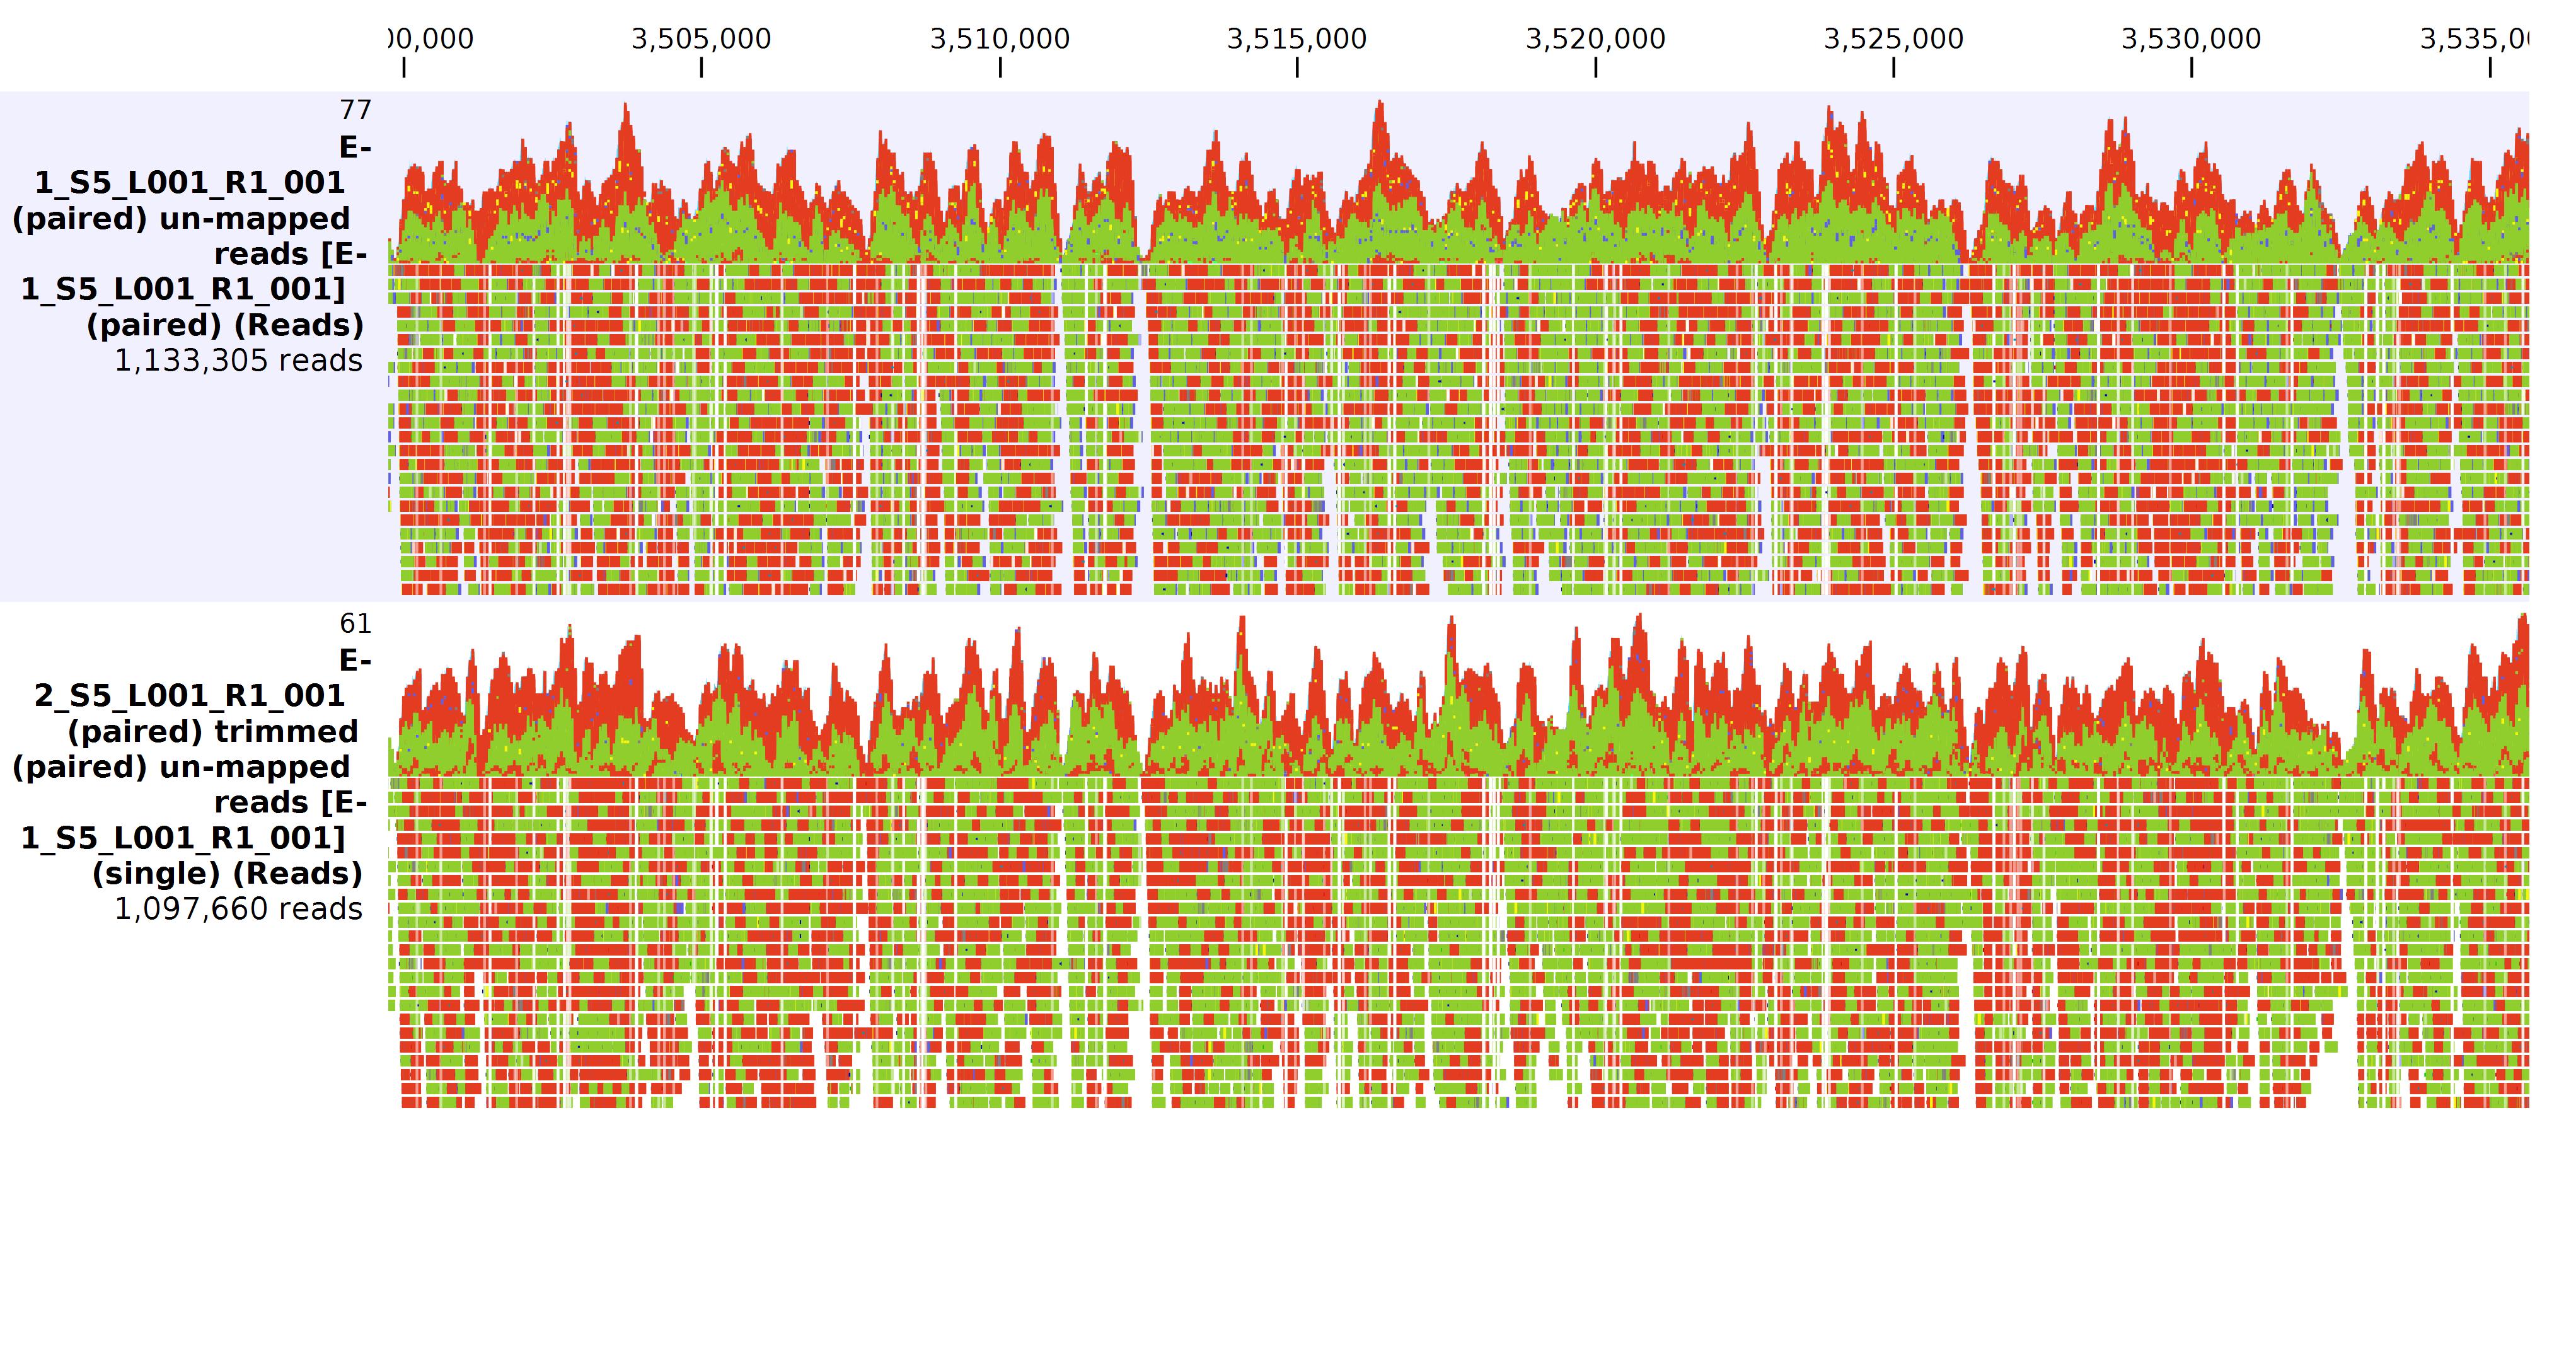 00,000 3,505,000 3,510,000 3,515,000 3,520,000 3,525,000 3,530,000 3,535,0
77
E-
1_S5_L001_R1_001
(paired) un-mapped
reads [E-
1_S5_L001_R1_001]
(paired) (Reads)
1,133,305 reads
61
E-
2_S5_L001_R1_001
(paired) trimmed
(paired) un-mapped
reads [E-
1_S5_L001_R1_001]
(single) (Reads)
1,097,660 reads